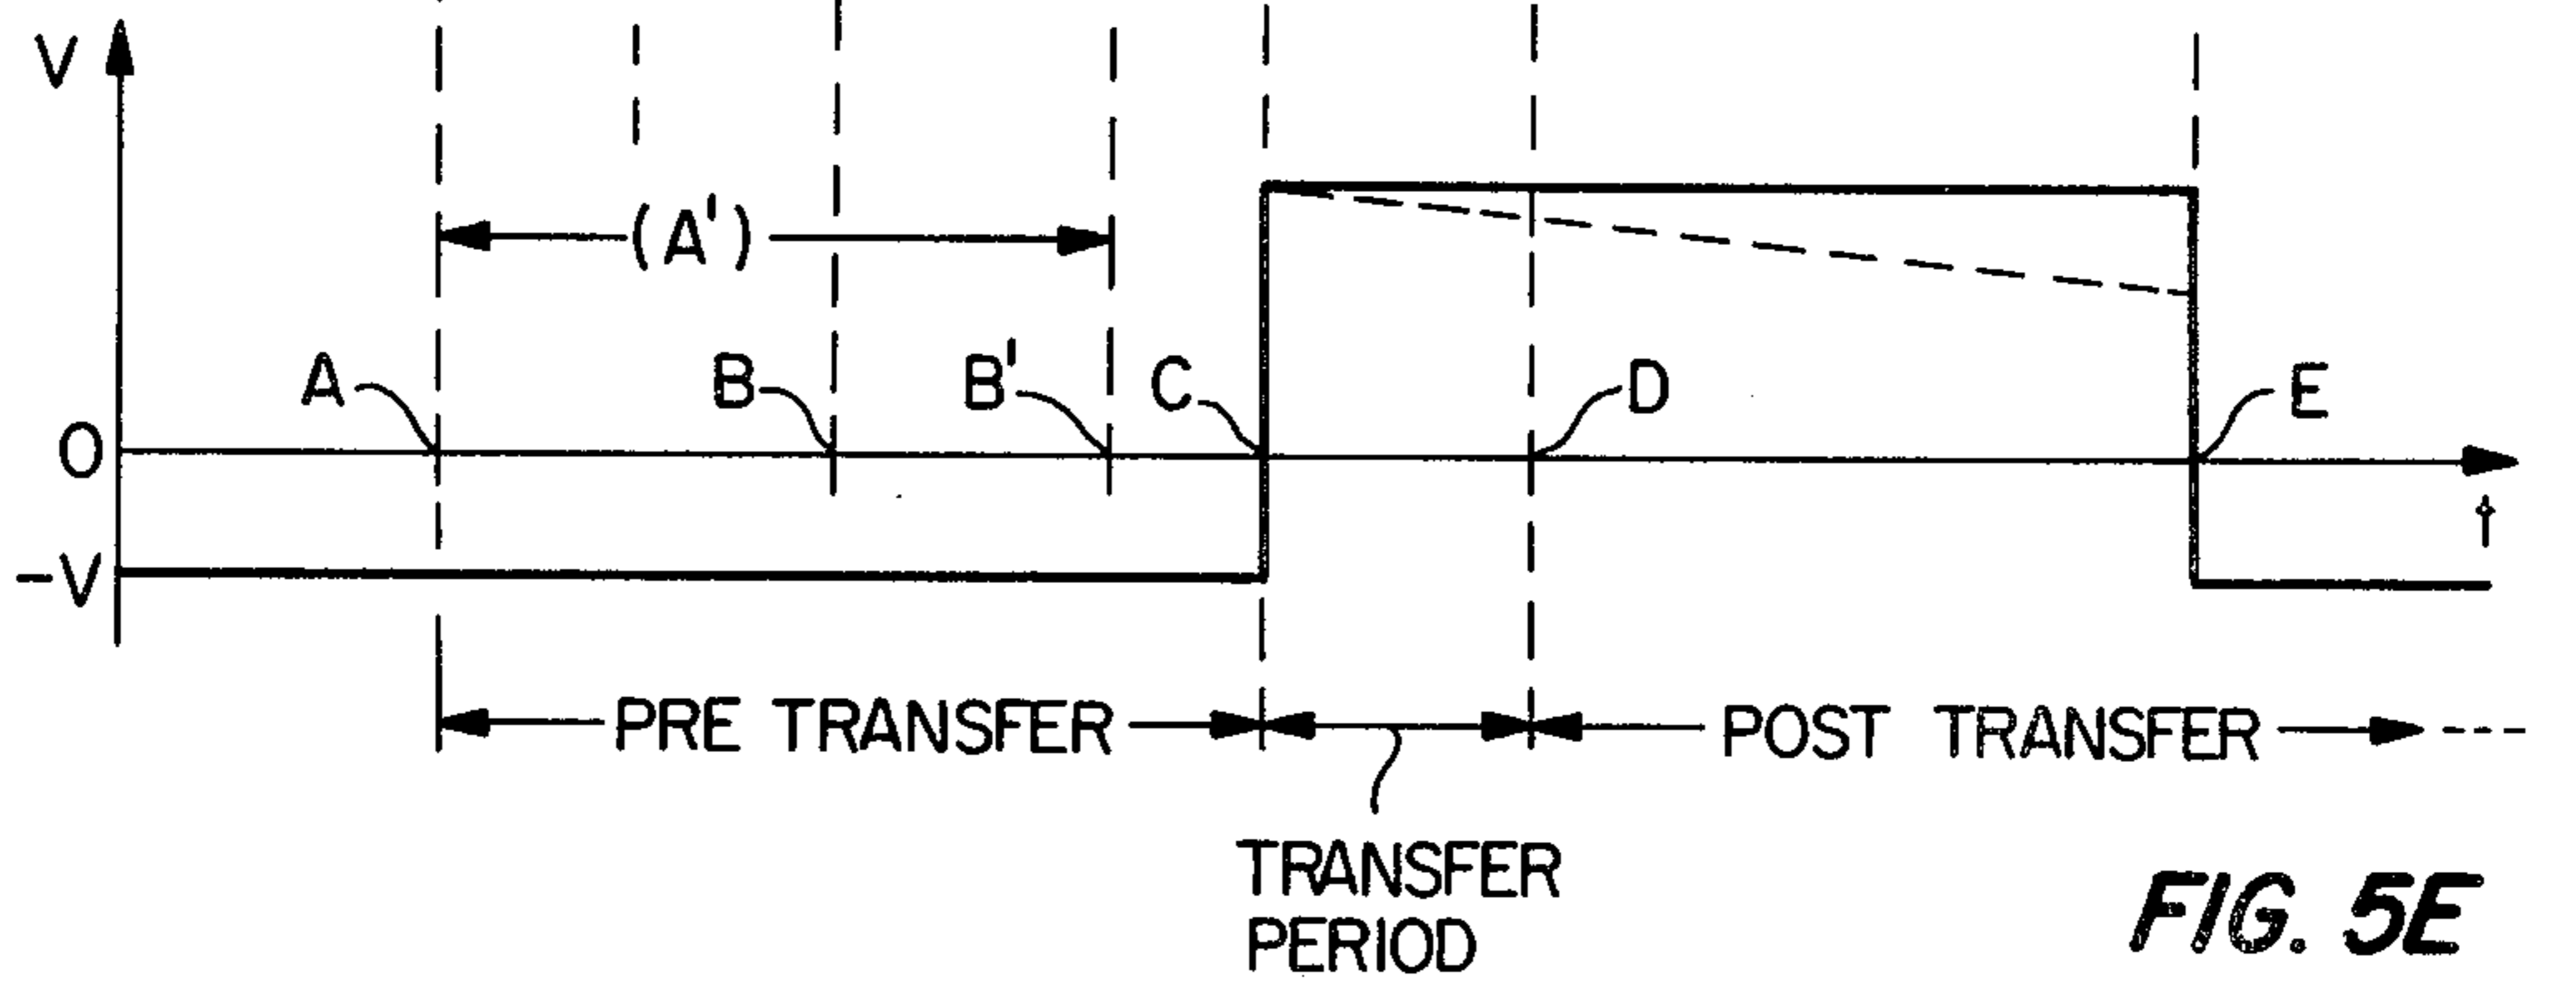 V
(A')
A
B
B'
C
D
E
O
t
-V
PRE TRANSFER
POST TRANSFER
TRANSFER
PERIOD
FIG. 5E